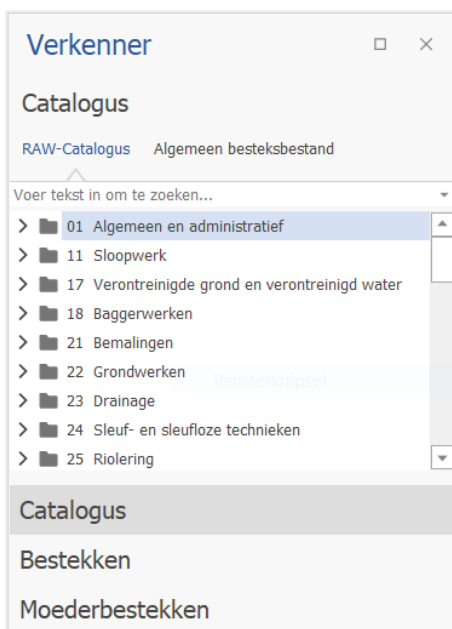 Verkenner
Catalogus
RAW-Catalogus Algemeen besteksbestand
Voer tekst in om te zoeken...
01 Algemeen en administratief
11 Sloopwerk
17 Verontreinigde grond en verontreinigd water
18 Baggerwerken
21 Bemalingen
22 Grondwerken
Vensterknipsel
23 Drainage
24 Sleuf- en sleufloze technieken
25 Riolering
Catalogus
Bestekken
Moederbestekken